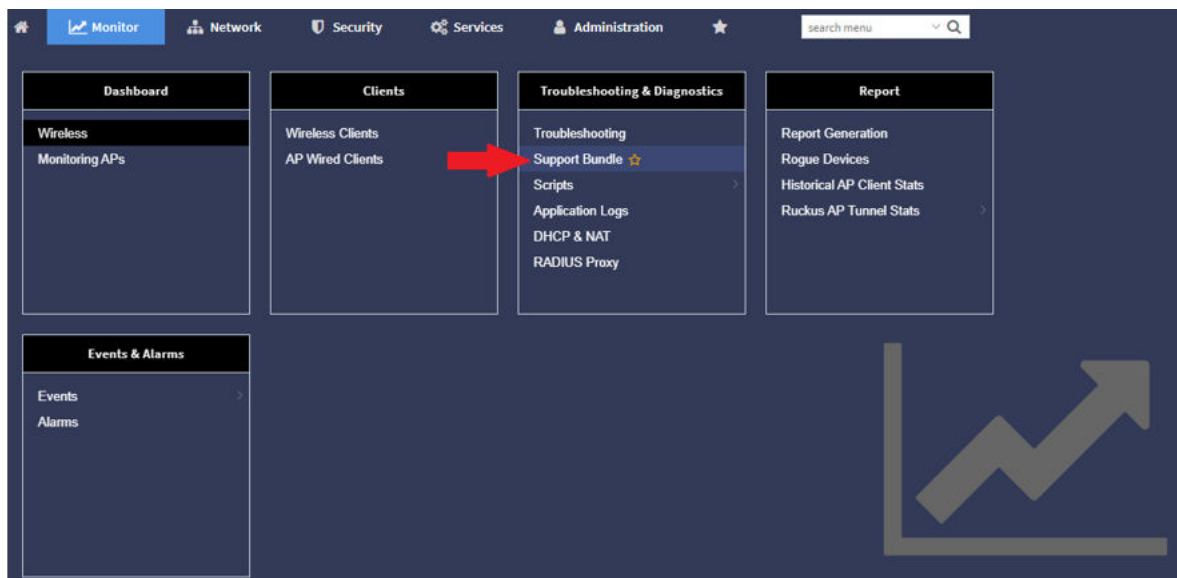 Monitor
Network
Security
Services
Administration
search menu
Dashboard
Wireless
Monitoring APs
Clients
Wireless Clients
AP Wired Clients
Troubleshooting & Diagnostics
Troubleshooting
Support Bundle
Scripts
Application Logs
DHCP & NAT
RADIUS Proxy
Report
Report Generation
Rogue Devices
Historical AP Client Stats
Ruckus AP Tunnel Stats
Events & Alarms
Events
Alarms